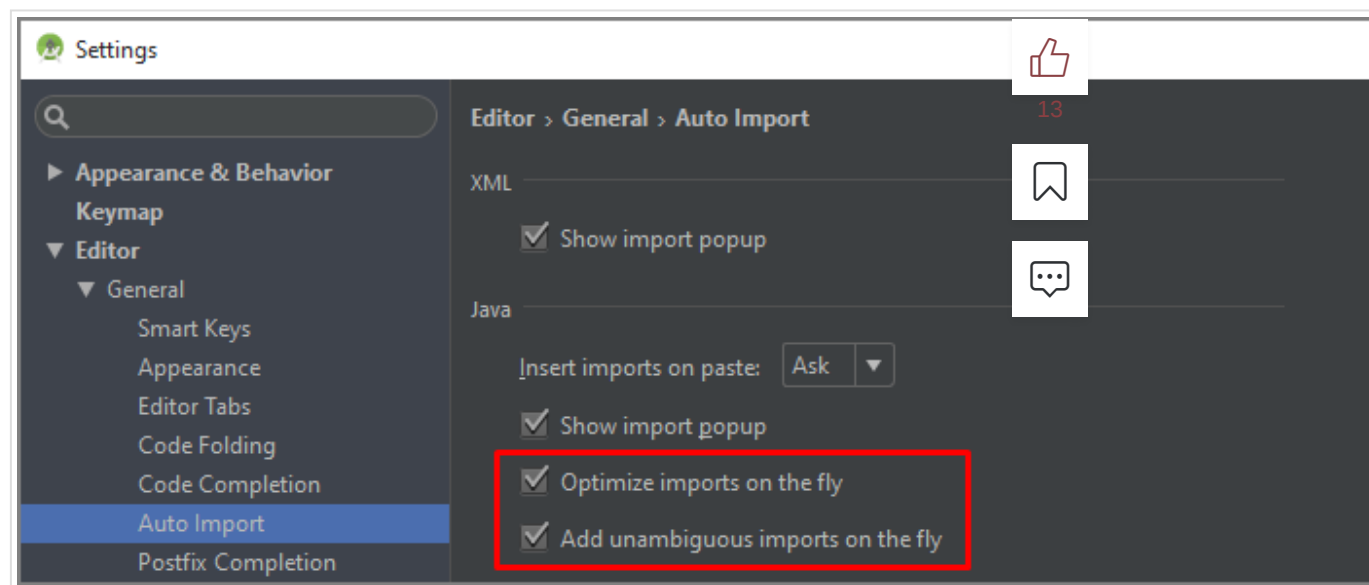 Settings
Appearance & Behavior
Keymap
Editor
General
Smart Keys
Appearance
Editor Tabs
Code Folding
Code Completion
Auto Import
Postfix Completion
Editor › General › Auto Import
XML
Show import popup
Java
Insert imports on paste: Ask
Show import popup
Optimize imports on the fly
Add unambiguous imports on the fly
13